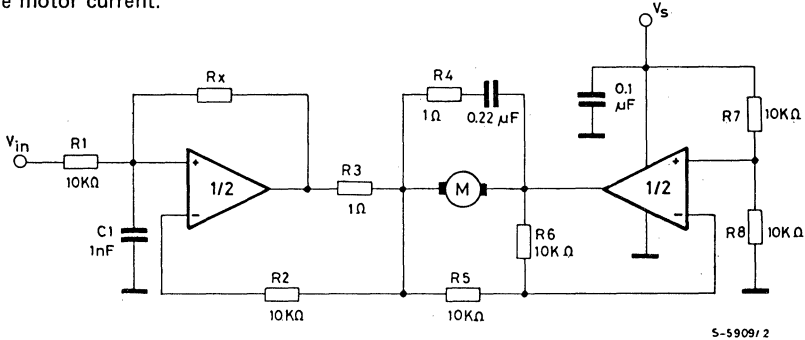 e motor current.
Vs
Rx
R4
1Ω
0.22 μF
0.1
μF
R7
10KΩ
Vin
R1
10KΩ
+
1/2
−
R3
1Ω
M
+
1/2
−
C1
1nF
R6
10KΩ
R8
10KΩ
R2
10KΩ
R5
10KΩ
S-5909/2